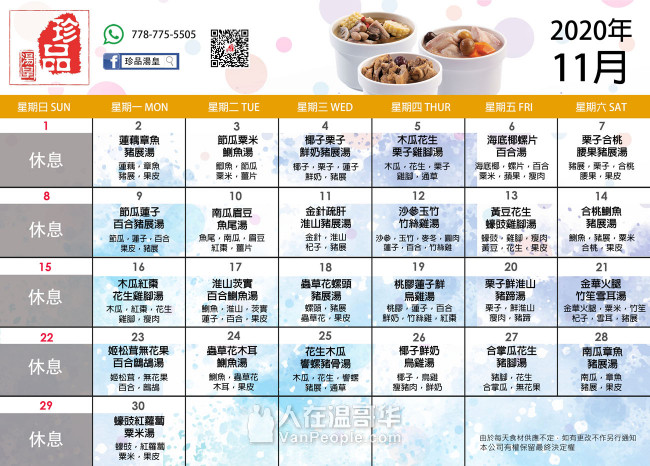 珍品
湯皇
778-775-5505
珍品湯皇
2020年
11月
星期日 SUN
星期一 MON
星期二 TUE
星期三 WED
星期四 THUR
星期五 FRI
星期六 SAT
1
休息
2
蓮藕章魚
豬展湯
蓮藕，章魚
豬展，果皮
3
節瓜粟米
鰂魚湯
鰂魚，節瓜
粟米，薑片
4
椰子栗子
鮮奶豬展湯
椰子，栗子，蓮子
鮮奶，豬展
5
木瓜花生
栗子雞腳湯
木瓜，花生，栗子
雞腳，通草
6
海底椰螺片
百合湯
海底椰，螺片，百合
粟米，蘋果，瘦肉
7
栗子合桃
腰果豬展湯
豬展，栗子，合桃
腰果，果皮
8
休息
9
節瓜蓮子
百合豬展湯
節瓜，蓮子，百合
果皮，豬展
10
南瓜眉豆
魚尾湯
魚尾，南瓜，眉豆
紅棗，薑片
11
金針疏肝
淮山豬展湯
金針，淮山
杞子，豬展
12
沙參玉竹
竹絲雞湯
沙參，玉竹，麥冬，圓肉
蓮子，百合，竹絲雞
13
黃豆花生
蠔豉雞腳湯
蠔豉，雞腳，瘦肉
黃豆，花生，果皮
14
合桃鰂魚
豬展湯
鰂魚，豬展，粟米
合桃，果皮
15
休息
16
木瓜紅棗
花生雞腳湯
木瓜，紅棗，花生
雞腳，瘦肉
17
淮山茨實
百合鰂魚湯
鰂魚，淮山，茨實
蓮子，百合，果皮
18
蟲草花螺頭
豬展湯
螺頭，豬展
蟲草花，果皮
19
桃膠蓮子鮮
烏雞湯
桃膠，蓮子，百合
鮮奶，竹絲雞，紅棗
20
栗子鮮淮山
豬蹄湯
栗子，鮮淮山
瘦肉，豬蹄
21
金華火腿
竹笙雪耳湯
金華火腿，粟米，竹笙
杞子，雪耳，豬展
22
休息
23
姬松茸無花果
百合鷓鴣湯
姬松茸，無花果
百合，鷓鴣
24
蟲草花木耳
鰂魚湯
鰂魚，蟲草花
木耳，果皮
25
花生木瓜
響螺豬骨湯
木瓜，花生，響螺
豬展，通草
26
椰子鮮奶
烏雞湯
椰子，烏雞
瘦豬肉，鮮奶
27
合掌瓜花生
豬腳湯
豬腳，花生
合掌瓜，無花果
28
南瓜章魚
豬展湯
南瓜，章魚
豬展，果皮
29
休息
30
蠔豉紅蘿蔔
粟米湯
蠔豉，紅蘿蔔
粟米，果皮
人在温哥华
VanPeople.com
由於每天食材供應不定，如有更改不作另行通知
本公司有權保留最終決定權